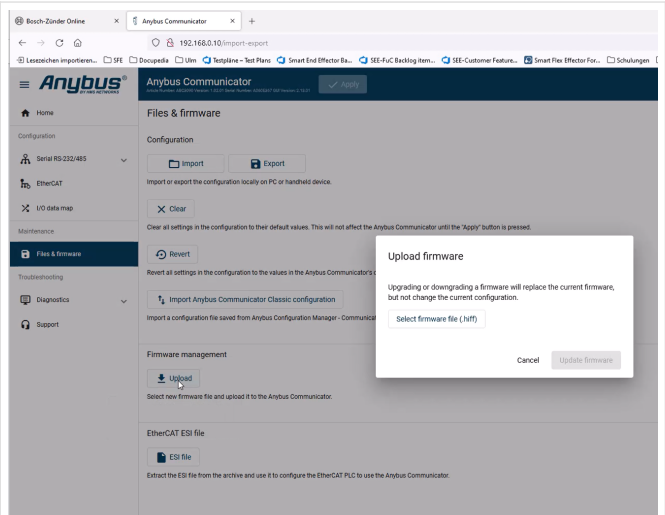 Bosch-Zünder Online
Anybus Communicator
192.168.0.10/import-export
Lesezeichen importieren... SFE Docupedia Ulm Testpläne – Test Plans Smart End Effector Ba... SEE-FuC Backlog item... SEE-Customer Feature... Smart Flex Effector For... Schulungen
Anybus®
BY HMS NETWORKS
Anybus Communicator
Apply
Home
Configuration
Serial RS-232/485
EtherCAT
I/O data map
Maintenance
Files & firmware
Troubleshooting
Diagnostics
Support
Files & firmware
Configuration
Import Export
Import or export the configuration locally on PC or handheld device.
Clear
Clear all settings in the configuration to their default values. This will not affect the Anybus Communicator until the "Apply" button is pressed.
Revert
Revert all settings in the configuration to the values in the Anybus Communicator's
Import Anybus Communicator Classic configuration
Import a configuration file saved from Anybus Configuration Manager - Communicat
Firmware management
Upload
Select new firmware file and upload it to the Anybus Communicator.
EtherCAT ESI file
ESI file
Extract the ESI file from the archive and use it to configure the EtherCAT PLC to use the Anybus Communicator.
Upload firmware
Upgrading or downgrading a firmware will replace the current firmware,
but not change the current configuration.
Select firmware file (.hiff)
Cancel Update firmware